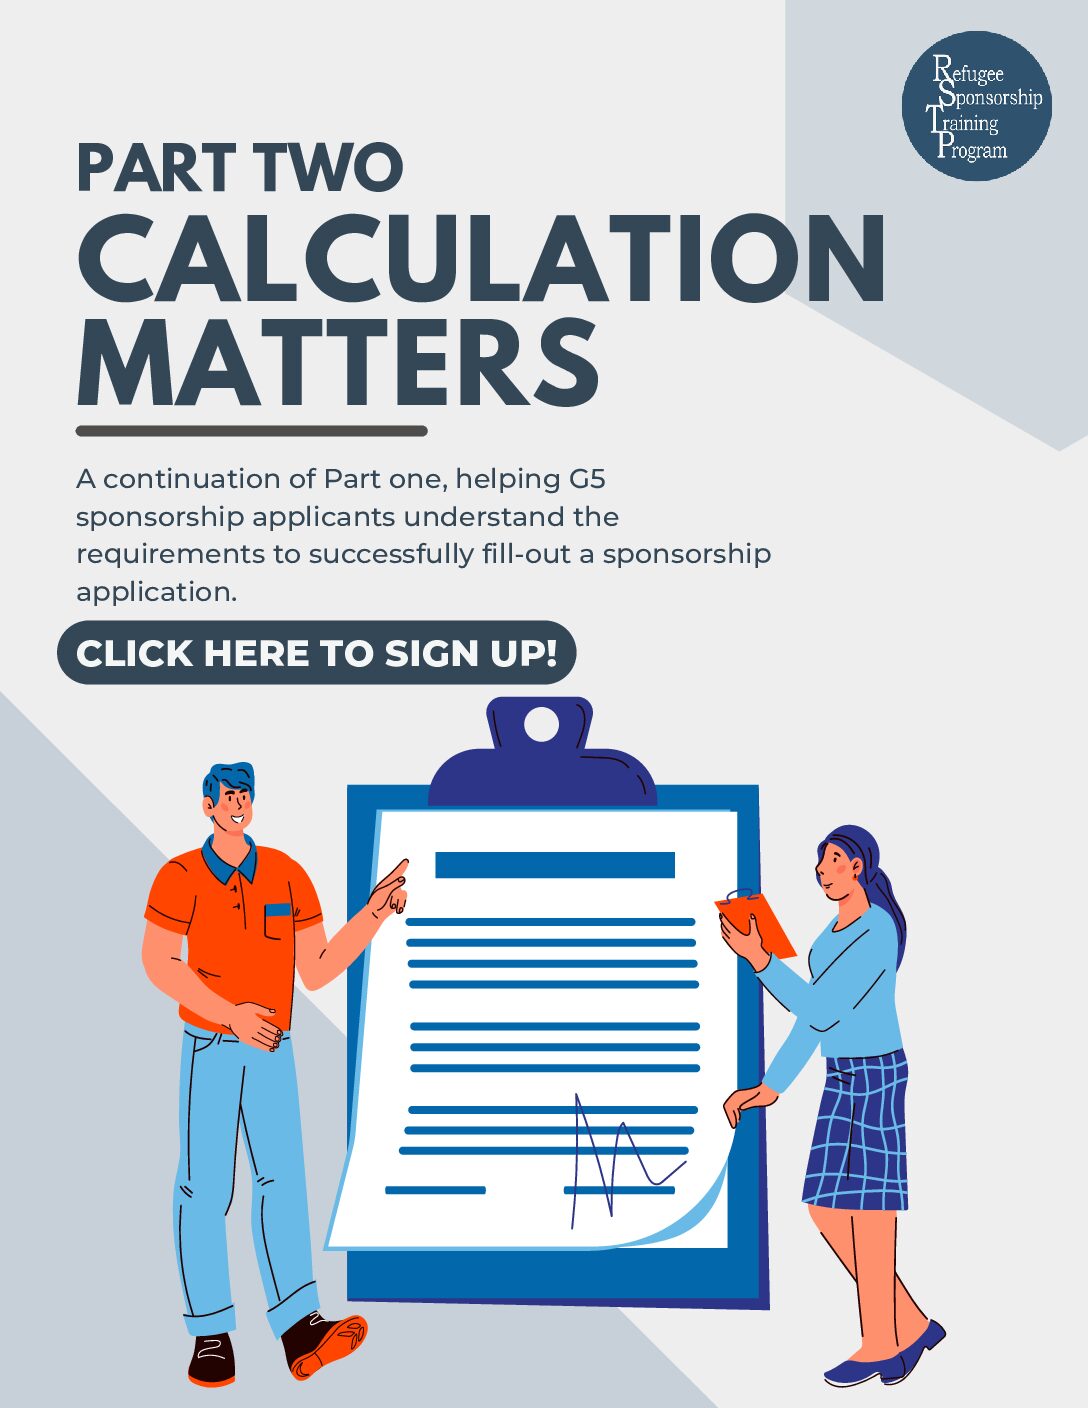 Refugee
Sponsorship
Training
Program
PART TWO
CALCULATION
MATTERS
A continuation of Part one, helping G5
sponsorship applicants understand the
requirements to successfully fill-out a sponsorship
application.
CLICK HERE TO SIGN UP!